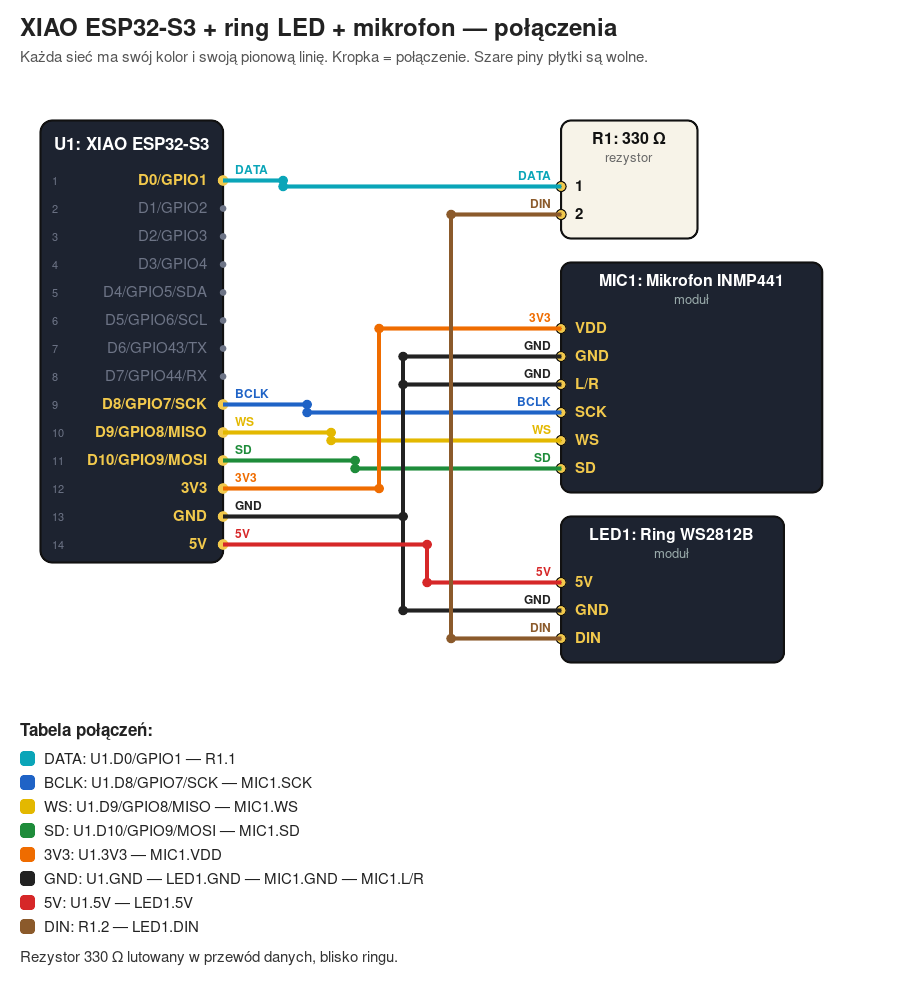 XIAO ESP32-S3 + ring LED + mikrofon — połączenia
Każda sieć ma swój kolor i swoją pionową linię. Kropka = połączenie. Szare piny płytki są wolne.
U1: XIAO ESP32-S3
1 D0/GPIO1
2 D1/GPIO2
3 D2/GPIO3
4 D3/GPIO4
5 D4/GPIO5/SDA
6 D5/GPIO6/SCL
7 D6/GPIO43/TX
8 D7/GPIO44/RX
9 D8/GPIO7/SCK
10 D9/GPIO8/MISO
11 D10/GPIO9/MOSI
12 3V3
13 GND
14 5V
DATA
BCLK
WS
SD
3V3
GND
5V
R1: 330 Ω
rezystor
DATA 1
DIN 2
MIC1: Mikrofon INMP441
moduł
3V3 VDD
GND GND
GND L/R
BCLK SCK
WS WS
SD SD
LED1: Ring WS2812B
moduł
5V 5V
GND GND
DIN DIN
Tabela połączeń:
DATA: U1.D0/GPIO1 — R1.1
BCLK: U1.D8/GPIO7/SCK — MIC1.SCK
WS: U1.D9/GPIO8/MISO — MIC1.WS
SD: U1.D10/GPIO9/MOSI — MIC1.SD
3V3: U1.3V3 — MIC1.VDD
GND: U1.GND — LED1.GND — MIC1.GND — MIC1.L/R
5V: U1.5V — LED1.5V
DIN: R1.2 — LED1.DIN
Rezystor 330 Ω lutowany w przewód danych, blisko ringu.